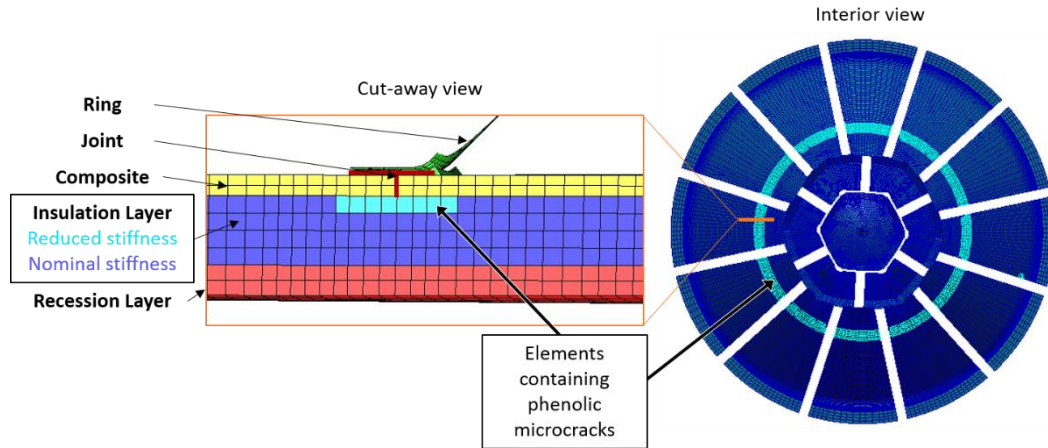 Interior view
Cut-away view
Ring
Joint
Composite
Insulation Layer
Reduced stiffness
Nominal stiffness
Recession Layer
Elements
containing
phenolic
microcracks